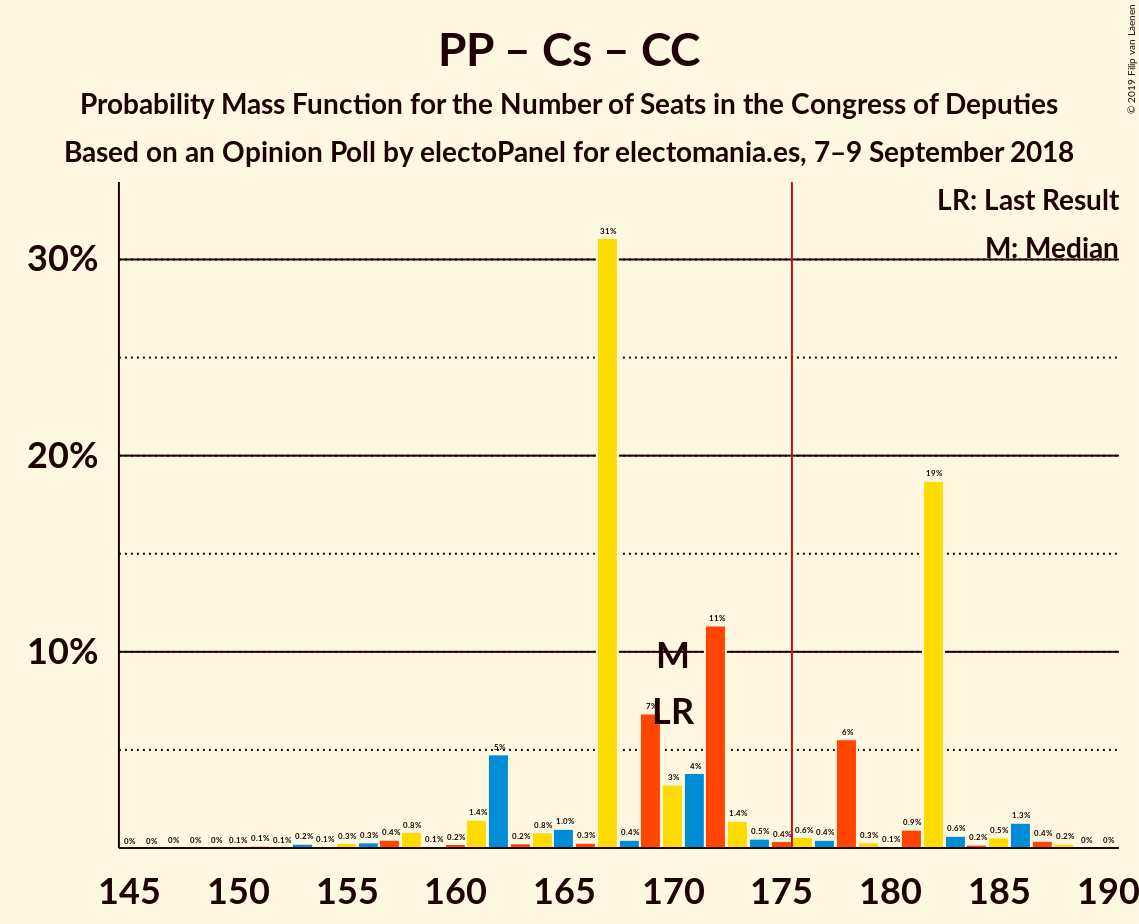 PP – Cs – CC
Probability Mass Function for the Number of Seats in the Congress of Deputies
Based on an Opinion Poll by electoPanel for electomania.es, 7–9 September 2018
© 2019 Filip van Laenen
LR: Last Result
M: Median
30%
20%
10%
0% 0% 0% 0% 0% 0.1% 0.1% 0.1% 0.2% 0.1% 0.3% 0.3% 0.4% 0.8% 0.1% 0.2% 1.4% 5% 0.2% 0.8% 1.0% 0.3% 31% 0.4% 7% 3% 4% 11% 1.4% 0.5% 0.4% 0.6% 0.4% 6% 0.3% 0.1% 0.9% 19% 0.6% 0.2% 0.5% 1.3% 0.4% 0.2% 0% 0%
M
LR
145 150 155 160 165 170 175 180 185 190